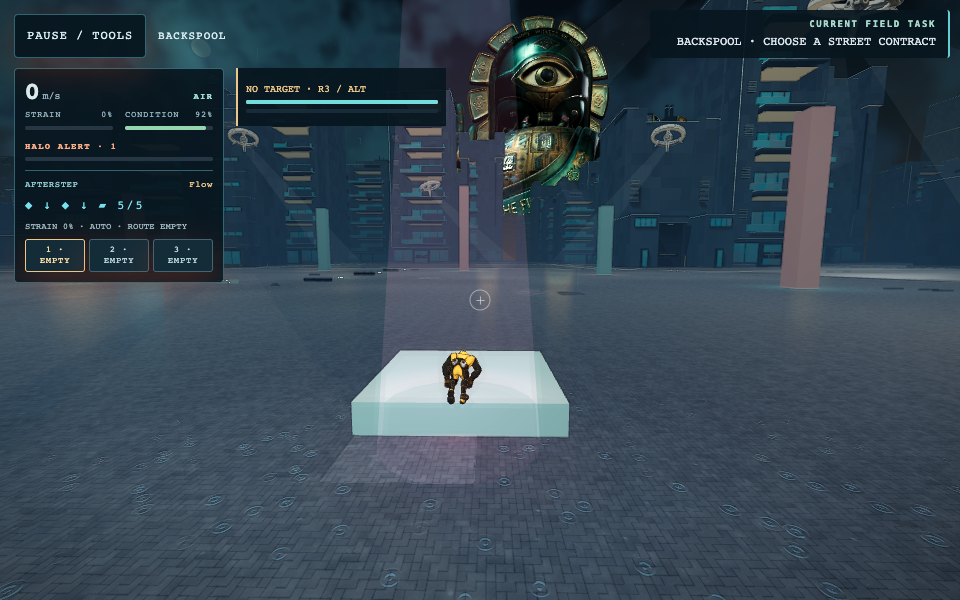 PAUSE / TOOLS
BACKSPOOL
CURRENT FIELD TASK
BACKSPOOL · CHOOSE A STREET CONTRACT
0 m/s
AIR
STRAIN 0%
CONDITION 92%
HALO ALERT · 1
AFTERSTEP
Flow
5/5
STRAIN 0% · AUTO · ROUTE EMPTY
1 · EMPTY
2 · EMPTY
3 · EMPTY
NO TARGET · R3 / ALT